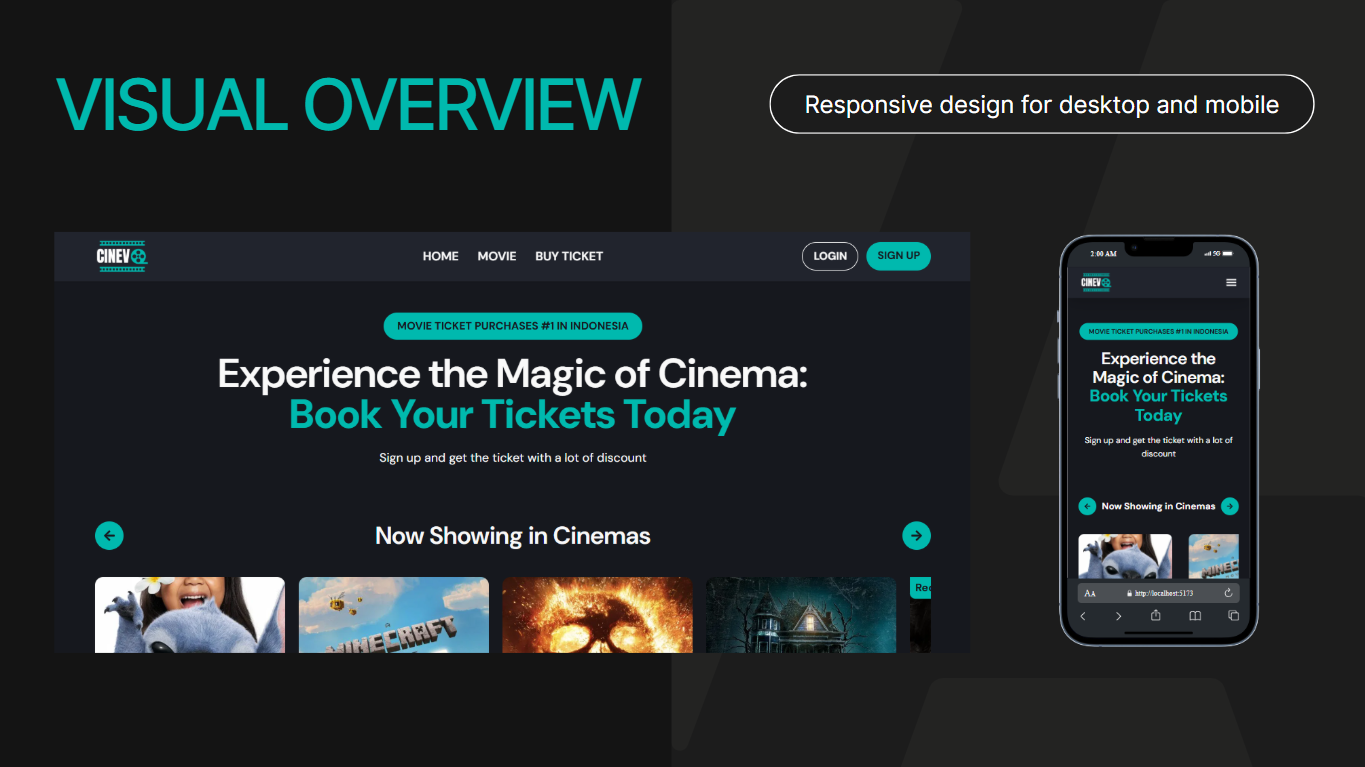 VISUAL OVERVIEW
Responsive design for desktop and mobile
CINEV
HOME MOVIE BUY TICKET
LOGIN SIGN UP
MOVIE TICKET PURCHASES #1 IN INDONESIA
Experience the Magic of Cinema:
Book Your Tickets Today
Sign up and get the ticket with a lot of discount
Now Showing in Cinemas
MINECRAFT
2:00 AM 5G
CINEV
MOVIE TICKET PURCHASES #1 IN INDONESIA
Experience the
Magic of Cinema:
Book Your Tickets
Today
Sign up and get the ticket with a lot of
discount
Now Showing in Cinemas
AA http://localhost:5173